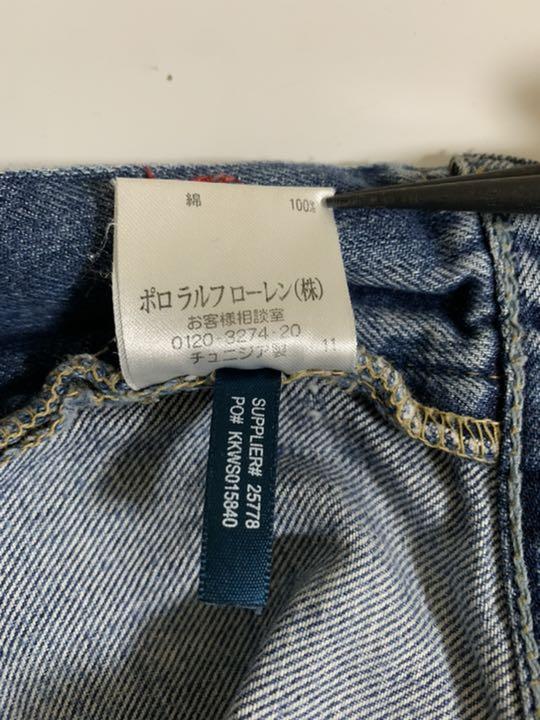 綿 100%
ポロ ラルフ ローレン(株)
お客様相談室
0120-3274-20
チュニジア製 11
SUPPLIER# 25778
PO# KKWS015840